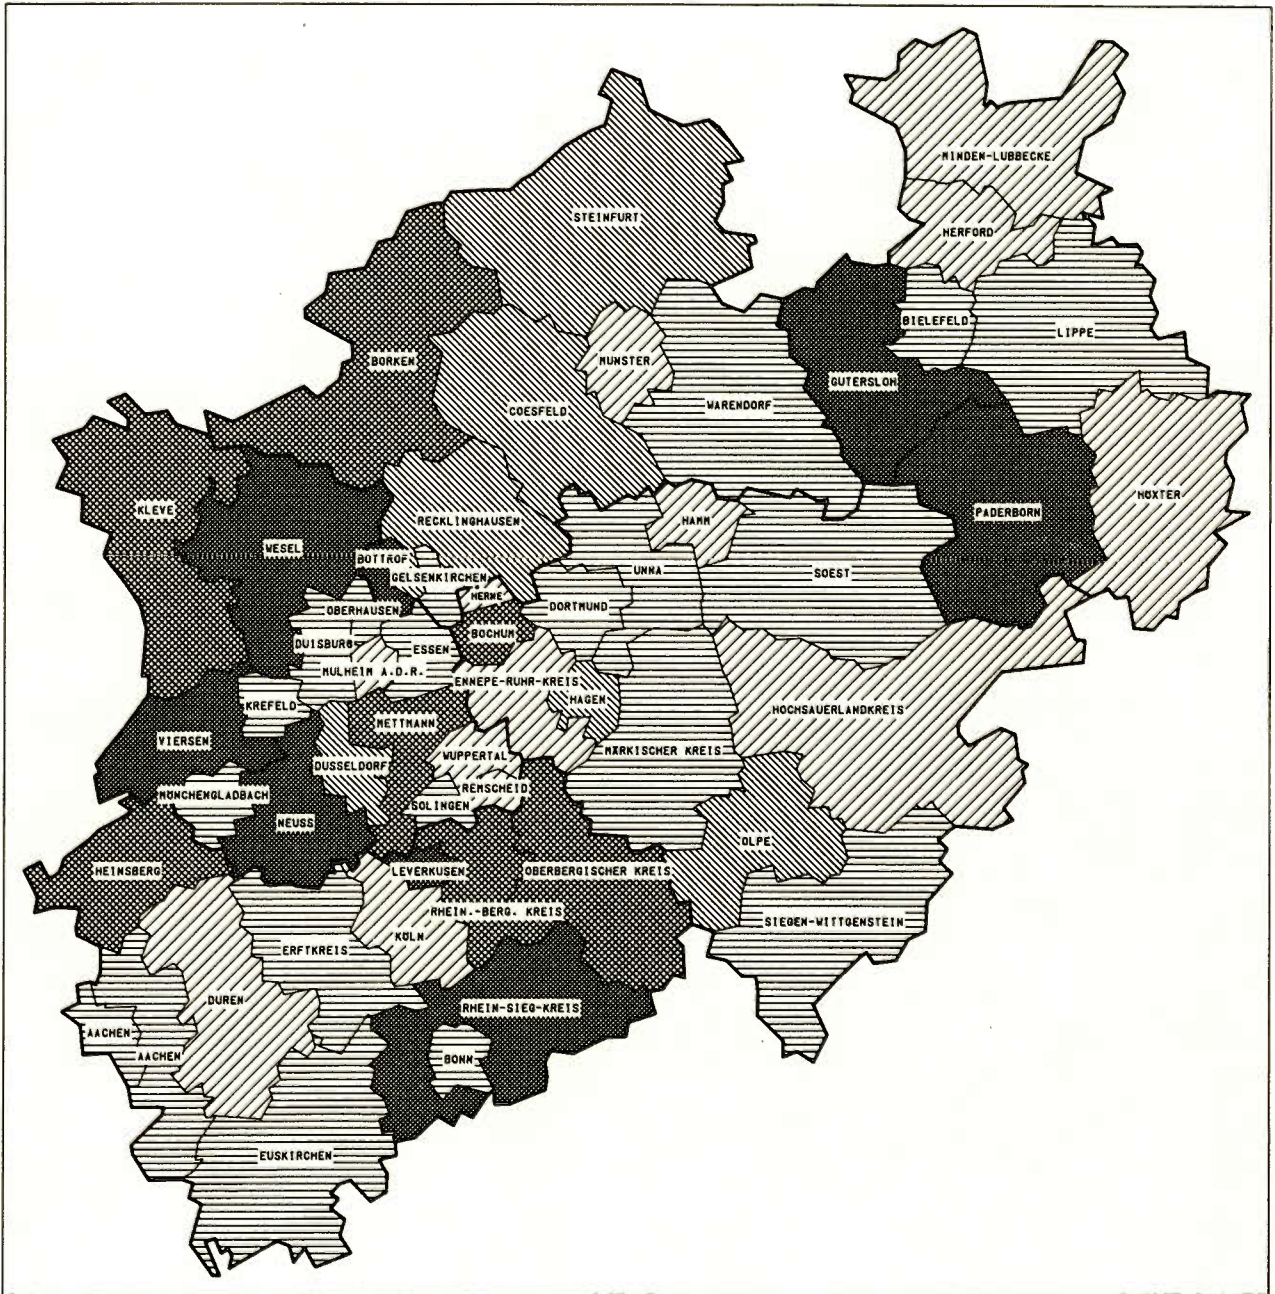 MINDEN-LUBBECKE
STEINFURT
HERFORD
BIELEFELD
LIPPE
BORKEN
MUNSTER
GUTERSLOH
WARENDORF
COESFELD
HOXTER
KLEVE
PADERBORN
RECKLINGHAUSEN
HAMM
WESEL
BOTTROF
GELSENKIRCHEN
UNNA
SOEST
HERNE
OBERHAUSEN
DORTMUND
BOCHUM
DUISBURG
ESSEN
MULHEIM A.D.R.
ENNEPE-RUHR-KREIS
HAGEN
KREFELD
HOCHSAUERLANDKREIS
METTMANN
VIERSEN
WUPPERTAL
MXRKISCHER KREIS
DUSSELDORF
REMSCHEID
MÖNCHENGLADBACH
SOLINGEN
NEUSS
OLPE
HEINSBERG
LEVERKUSEN
OBERBERGISCHER KREIS
RHEIN.-BERG. KREIS
SIEGEN-WITTGENSTEIN
KÖLN
ERFTKREIS
DUREN
RHEIN-SIEG-KREIS
AACHEN
AACHEN
BONN
EUSKIRCHEN